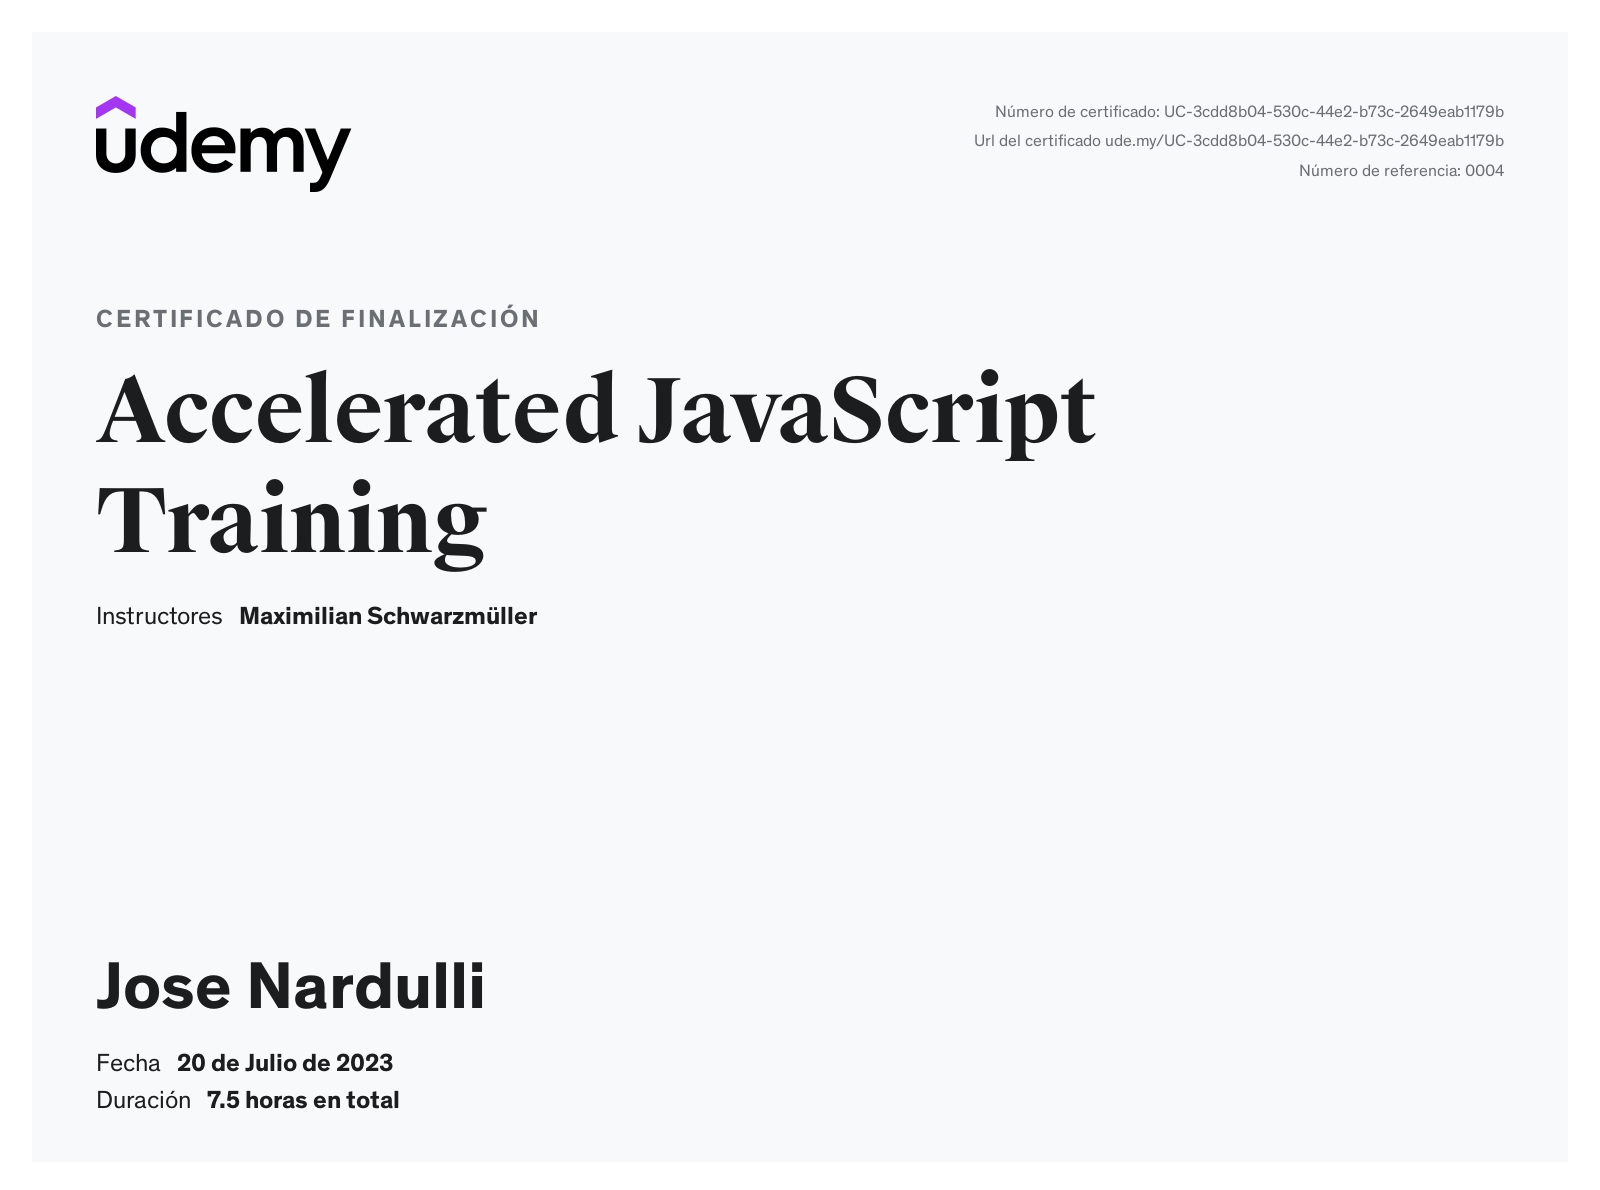 udemy
Número de certificado: UC-3cdd8b04-530c-44e2-b73c-2649eab1179b
Url del certificado ude.my/UC-3cdd8b04-530c-44e2-b73c-2649eab1179b
Número de referencia: 0004
CERTIFICADO DE FINALIZACIÓN
Accelerated JavaScript
Training
Instructores Maximilian Schwarzmüller
Jose Nardulli
Fecha 20 de Julio de 2023
Duración 7.5 horas en total